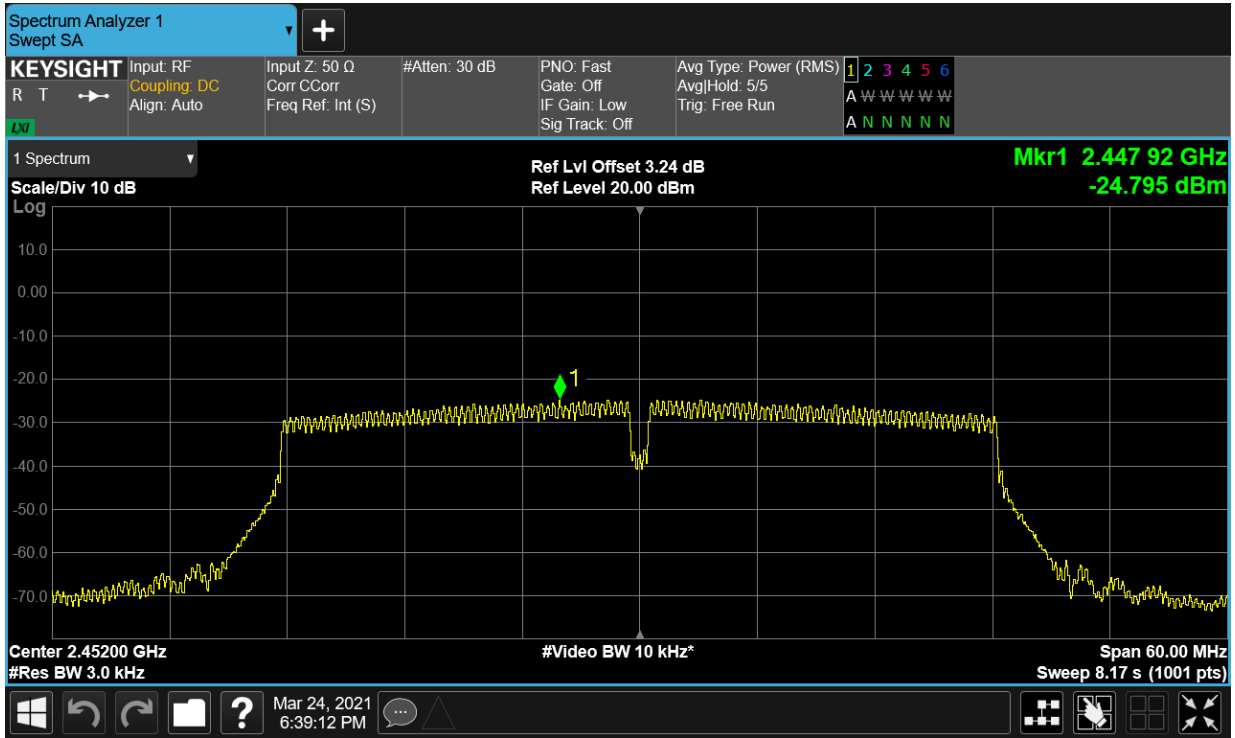 Spectrum Analyzer 1
Swept SA
KEYSIGHT
R T
LXI
Input: RF
Coupling: DC
Align: Auto
Input Z: 50 Ω
Corr CCorr
Freq Ref: Int (S)
#Atten: 30 dB
PNO: Fast
Gate: Off
IF Gain: Low
Sig Track: Off
Avg Type: Power (RMS)
Avg|Hold: 5/5
Trig: Free Run
1 2 3 4 5 6
A W W W W W
A N N N N N
1 Spectrum
Scale/Div 10 dB
Log
Ref Lvl Offset 3.24 dB
Ref Level 20.00 dBm
Mkr1 2.447 92 GHz
-24.795 dBm
10.0
0.00
-10.0
-20.0
-30.0
-40.0
-50.0
-60.0
-70.0
1
Center 2.45200 GHz
#Res BW 3.0 kHz
#Video BW 10 kHz*
Span 60.00 MHz
Sweep 8.17 s (1001 pts)
?
Mar 24, 2021
6:39:12 PM